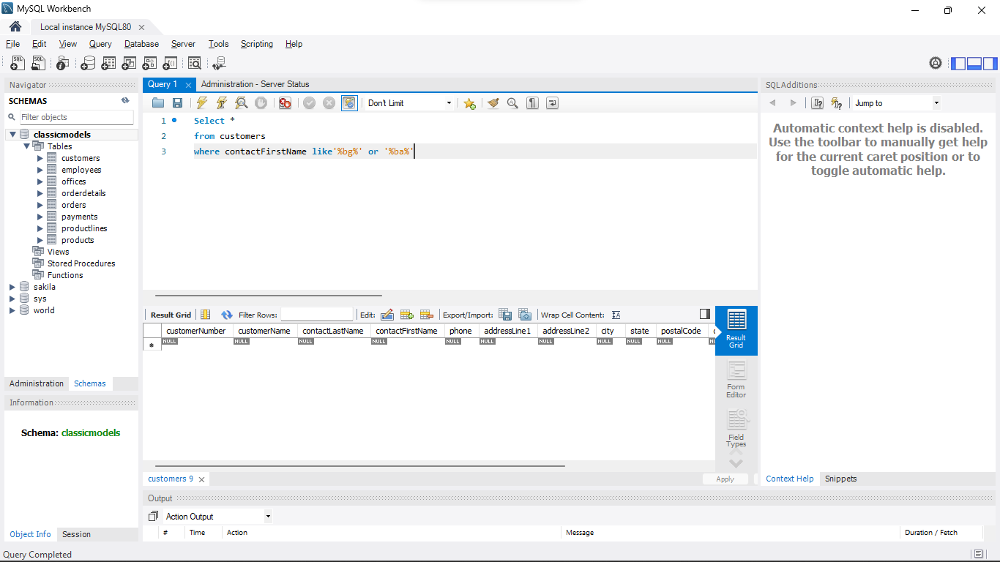 MySQL Workbench
Local instance MySQL80
File Edit View Query Database Server Tools Scripting Help
Navigator
SCHEMAS
Filter objects
classicmodels
Tables
customers
employees
offices
orderdetails
orders
payments
productlines
products
Views
Stored Procedures
Functions
sakila
sys
world
Administration Schemas
Information
Schema: classicmodels
Object Info Session
Query 1 Administration - Server Status
Don't Limit
1 Select *
2 from customers
3 where contactFirstName like'%bg%' or '%ba%'
Result Grid Filter Rows: Edit: Export/Import: Wrap Cell Content:
customerNumber customerName contactLastName contactFirstName phone addressLine1 addressLine2 city state postalCode
NULL NULL NULL NULL NULL NULL NULL NULL NULL NULL
Result
Grid
Form
Editor
Field
Types
customers 9
Apply
SQLAdditions
Jump to
Automatic context help is disabled.
Use the toolbar to manually get help
for the current caret position or to
toggle automatic help.
Context Help Snippets
Output
Action Output
# Time Action Message Duration / Fetch
Query Completed